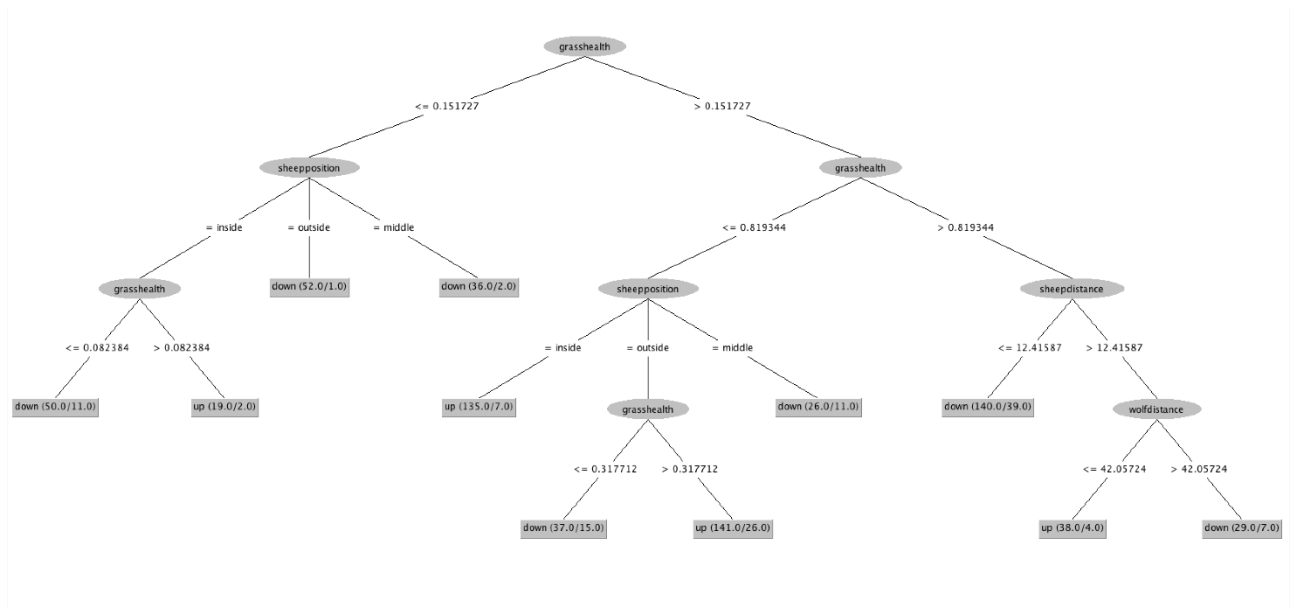 grasshealth
<= 0.151727 > 0.151727
sheepposition grasshealth
= inside = outside = middle <= 0.819344 > 0.819344
grasshealth down (52.0/1.0) down (36.0/2.0) sheepposition sheepdistance
<= 0.082384 > 0.082384 = inside = outside = middle <= 12.41587 > 12.41587
down (50.0/11.0) up (19.0/2.0) up (135.0/7.0) grasshealth down (26.0/11.0) down (140.0/39.0) wolfdistance
<= 0.317712 > 0.317712 <= 42.05724 > 42.05724
down (37.0/15.0) up (141.0/26.0) up (38.0/4.0) down (29.0/7.0)